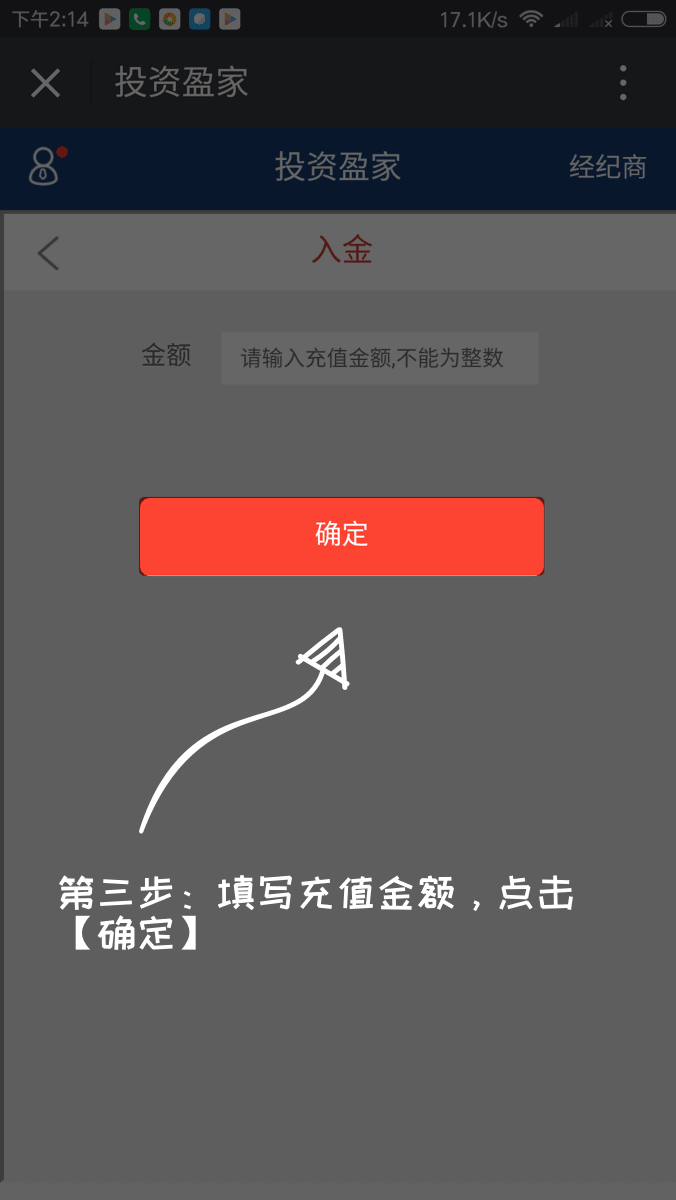 下午2:14 17.1K/s
投资盈家
投资盈家 经纪商
入金
金额 请输入充值金额,不能为整数
确定
第三步：填写充值金额，点击
【确定】